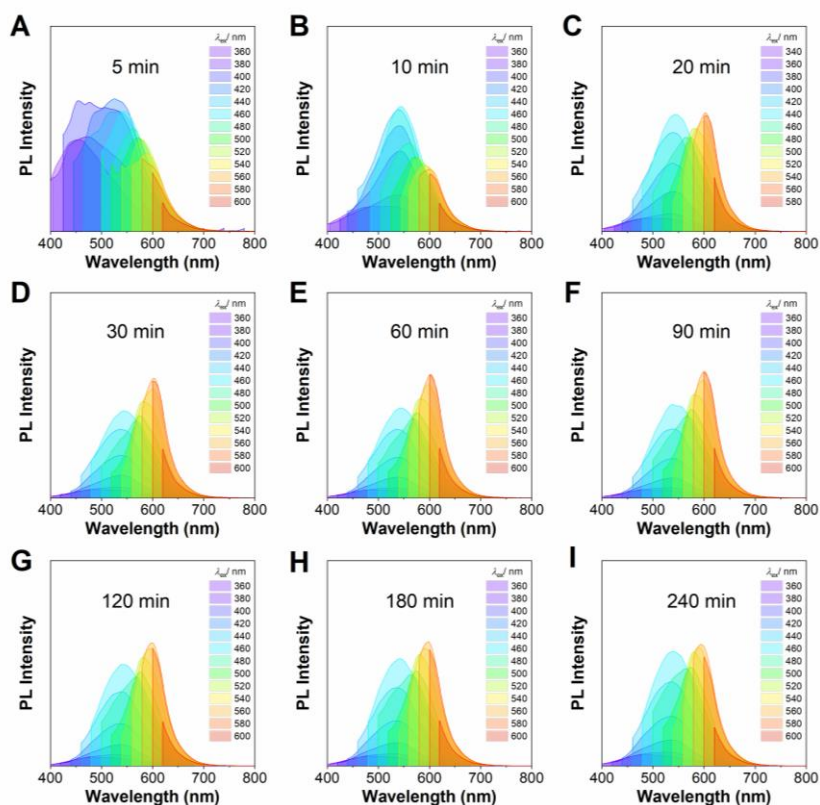 A
5 min
λex/ nm
360
380
400
420
440
460
480
500
520
540
560
580
600
PL Intensity
400 500 600 700 800
Wavelength (nm)
B
10 min
λex/ nm
360
380
400
420
440
460
480
500
520
540
560
580
600
PL Intensity
400 500 600 700 800
Wavelength (nm)
C
20 min
λex/ nm
340
360
380
400
420
440
460
480
500
520
540
560
580
PL Intensity
400 500 600 700 800
Wavelength (nm)
D
30 min
λex/ nm
360
380
400
420
440
460
480
500
520
540
560
580
600
PL Intensity
400 500 600 700 800
Wavelength (nm)
E
60 min
λex/ nm
360
380
400
420
440
460
480
500
520
540
560
580
600
PL Intensity
400 500 600 700 800
Wavelength (nm)
F
90 min
λex/ nm
360
380
400
420
440
460
480
500
520
540
560
580
600
PL Intensity
400 500 600 700 800
Wavelength (nm)
G
120 min
λex/ nm
360
380
400
420
440
460
480
500
520
540
560
580
600
PL Intensity
400 500 600 700 800
Wavelength (nm)
H
180 min
λex/ nm
360
380
400
420
440
460
480
500
520
540
560
580
600
PL Intensity
400 500 600 700 800
Wavelength (nm)
I
240 min
λex/ nm
360
380
400
420
440
460
480
500
520
540
560
580
600
PL Intensity
400 500 600 700 800
Wavelength (nm)